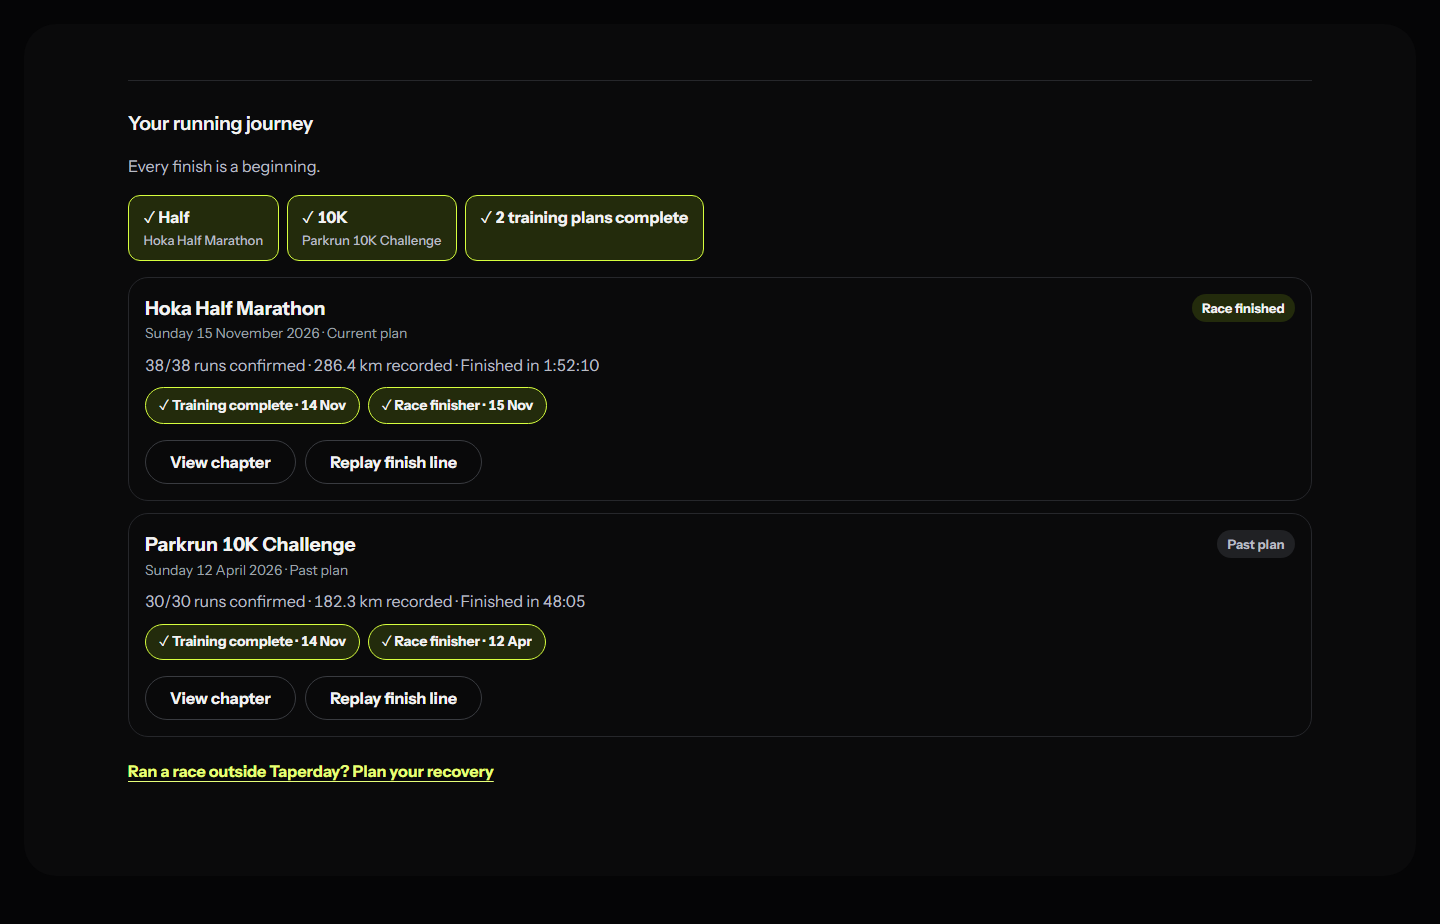 Your running journey
Every finish is a beginning.
✓ Half
Hoka Half Marathon
✓ 10K
Parkrun 10K Challenge
✓ 2 training plans complete
Hoka Half Marathon
Race finished
Sunday 15 November 2026 · Current plan
38/38 runs confirmed · 286.4 km recorded · Finished in 1:52:10
✓ Training complete · 14 Nov
✓ Race finisher · 15 Nov
View chapter
Replay finish line
Parkrun 10K Challenge
Past plan
Sunday 12 April 2026 · Past plan
30/30 runs confirmed · 182.3 km recorded · Finished in 48:05
✓ Training complete · 14 Nov
✓ Race finisher · 12 Apr
View chapter
Replay finish line
Ran a race outside Taperday? Plan your recovery